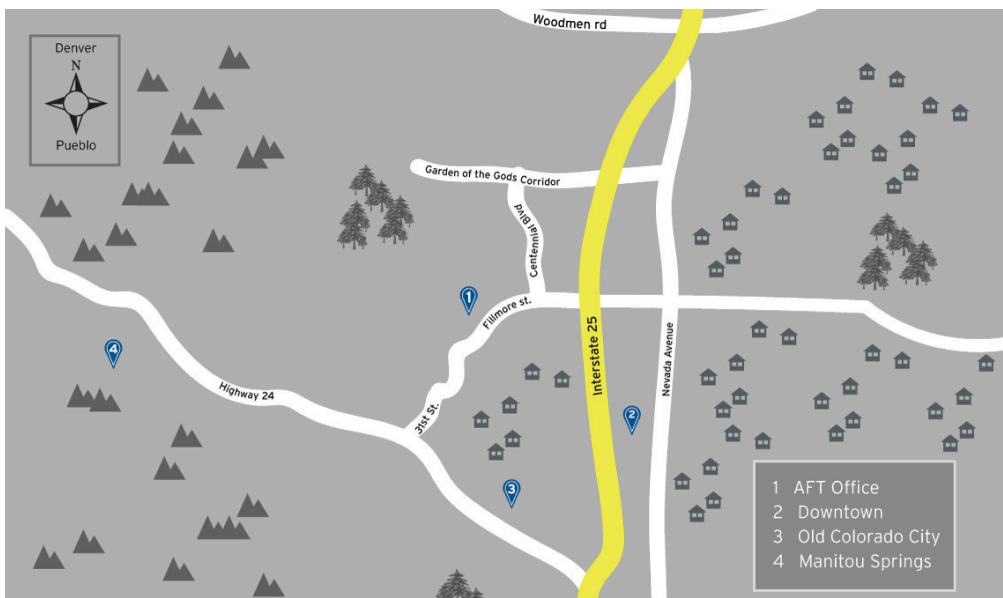 Woodmen rd
Denver
N
Pueblo
Garden of the Gods Corridor
Centennial Blvd
1
Fillmore st.
Interstate 25
Nevada Avenue
4
Highway 24
31st St.
2
3
1 AFT Office
2 Downtown
3 Old Colorado City
4 Manitou Springs